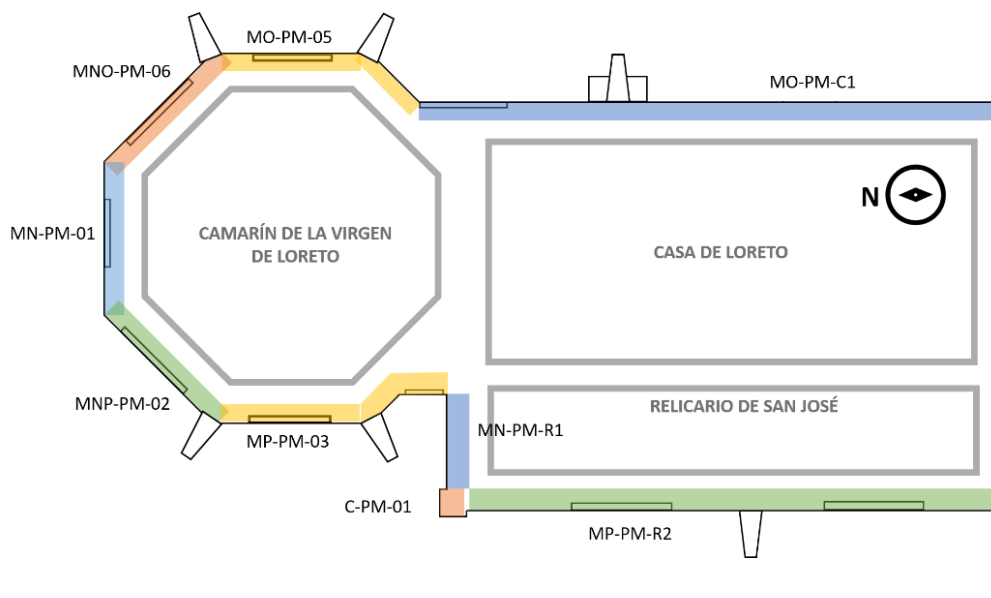 MO-PM-05
MNO-PM-06
MO-PM-C1
N
MN-PM-01
CAMARÍN DE LA VIRGEN
DE LORETO
CASA DE LORETO
MNP-PM-02
MP-PM-03
RELICARIO DE SAN JOSÉ
MN-PM-R1
C-PM-01
MP-PM-R2